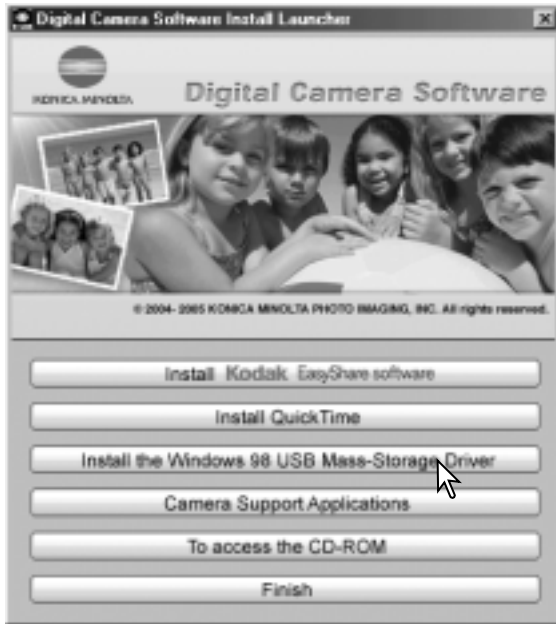 Digital Camera Software Install Launcher
KONICA MINOLTA
Digital Camera Software
© 2004- 2005 KONICA MINOLTA PHOTO IMAGING, INC. All rights reserved.
Install Kodak EasyShare software
Install QuickTime
Install the Windows 98 USB Mass-Storage Driver
Camera Support Applications
To access the CD-ROM
Finish